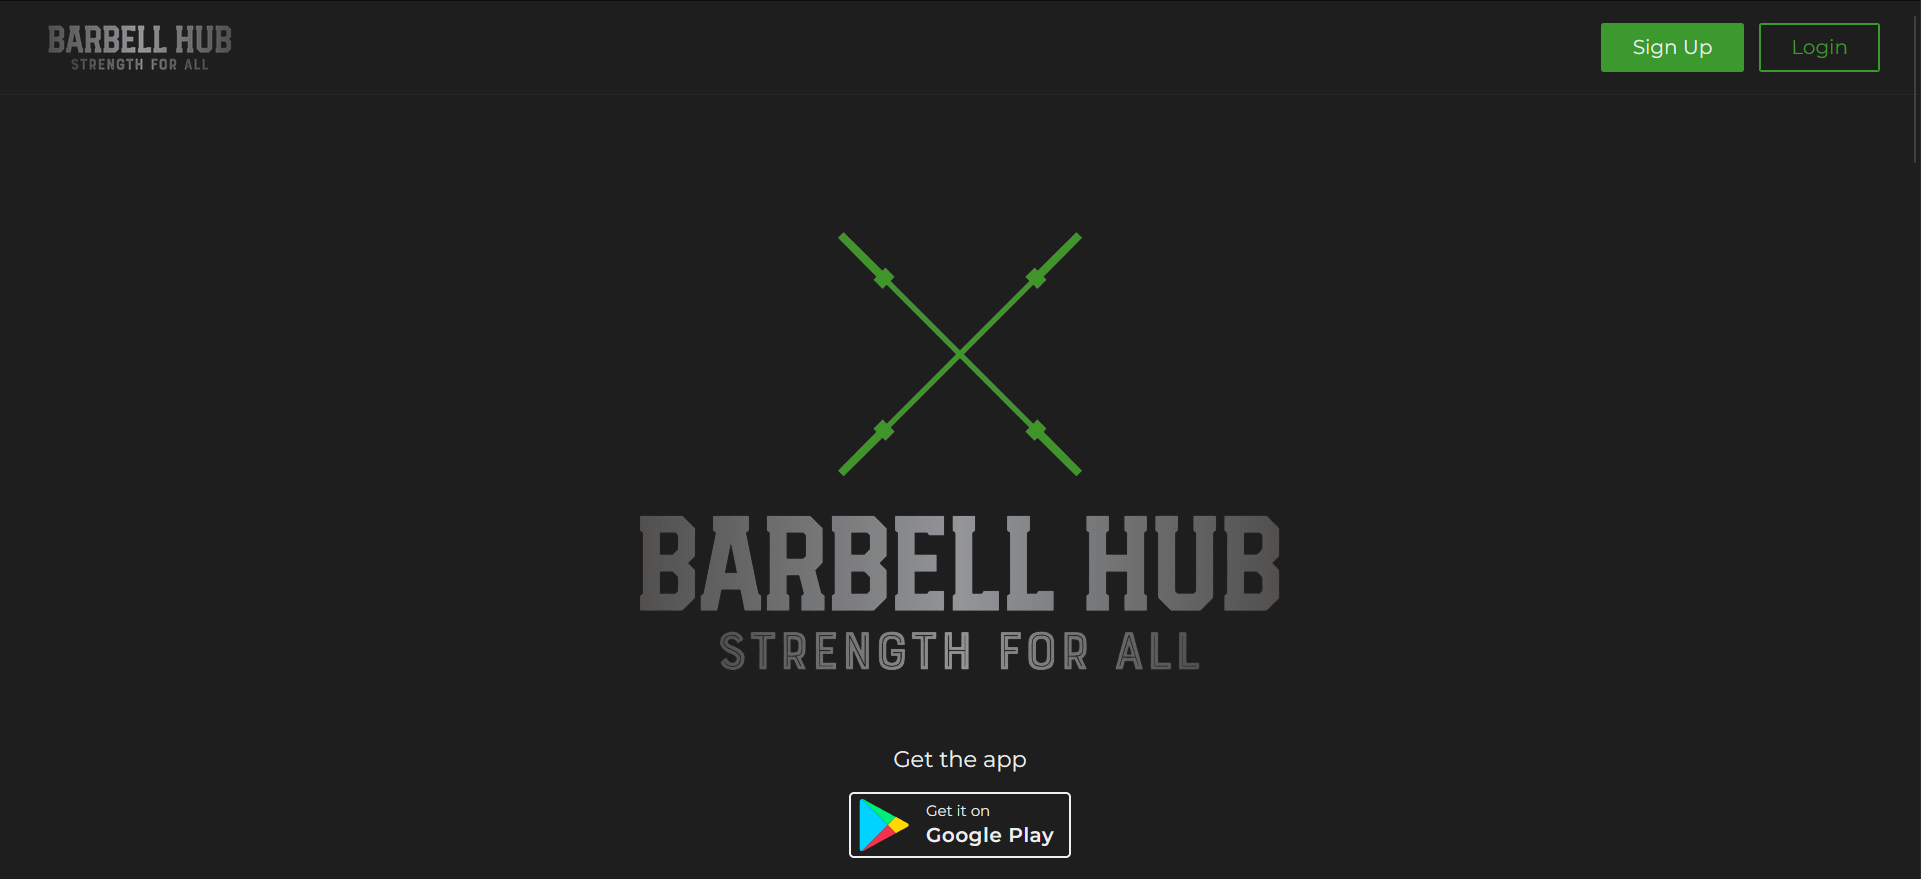 BARBELL HUB
STRENGTH FOR ALL
Sign Up
Login
BARBELL HUB
STRENGTH FOR ALL
Get the app
Get it on
Google Play